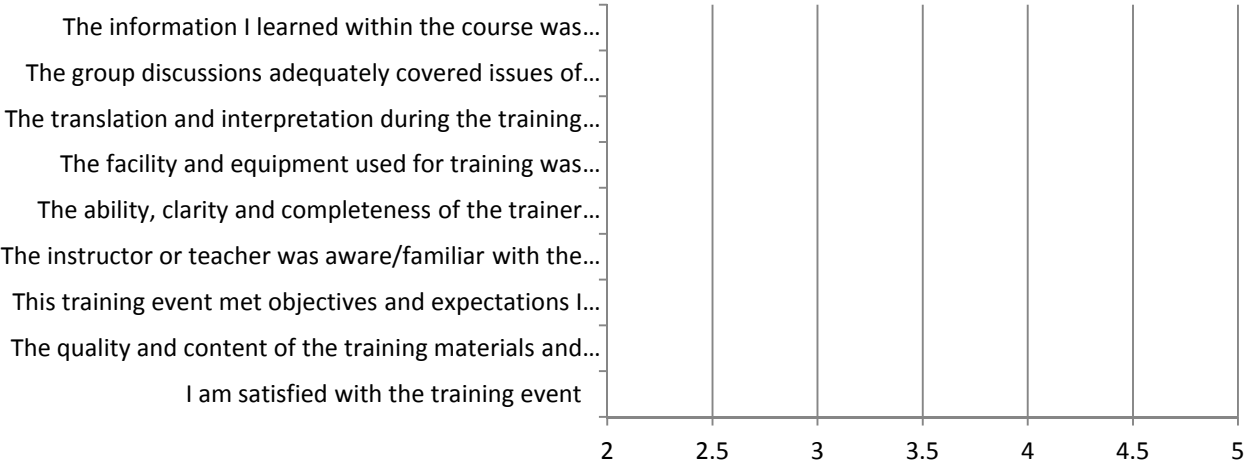 The information I learned within the course was…
The group discussions adequately covered issues of…
The translation and interpretation during the training…
The facility and equipment used for training was…
The ability, clarity and completeness of the trainer…
The instructor or teacher was aware/familiar with the…
This training event met objectives and expectations I…
The quality and content of the training materials and…
I am satisfied with the training event
2 2.5 3 3.5 4 4.5 5